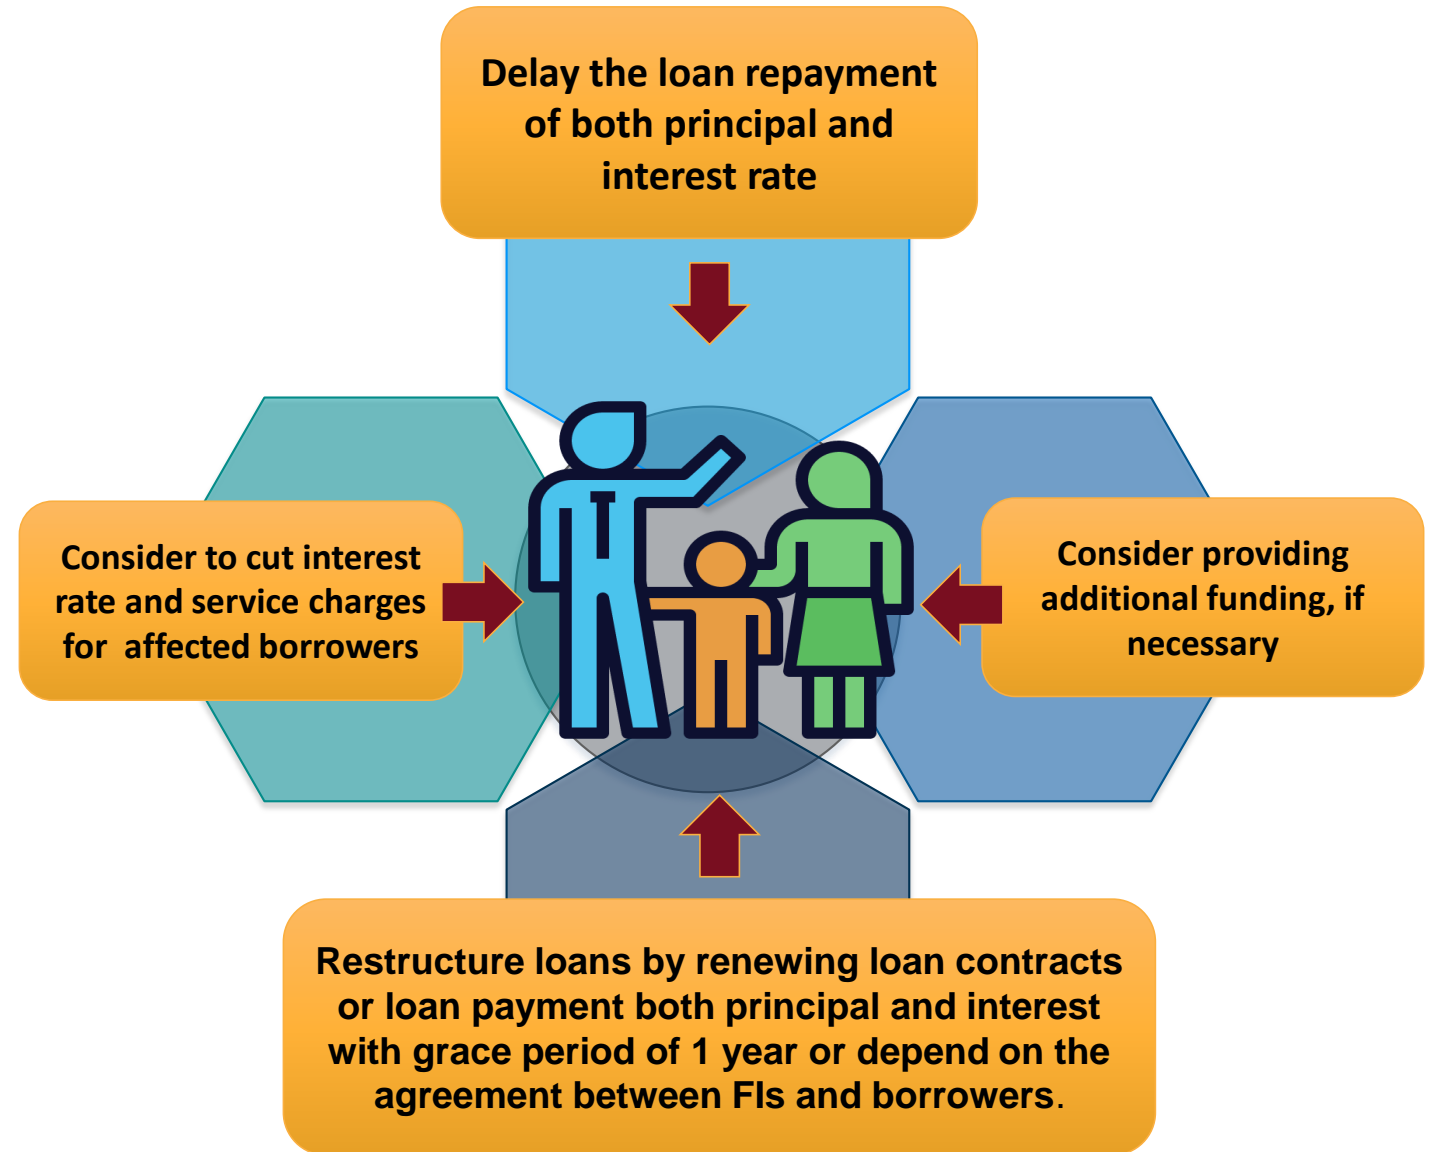 Delay the loan repayment
of both principal and
interest rate
Consider to cut interest
rate and service charges
for affected borrowers
Consider providing
additional funding, if
necessary
Restructure loans by renewing loan contracts
or loan payment both principal and interest
with grace period of 1 year or depend on the
agreement between FIs and borrowers.